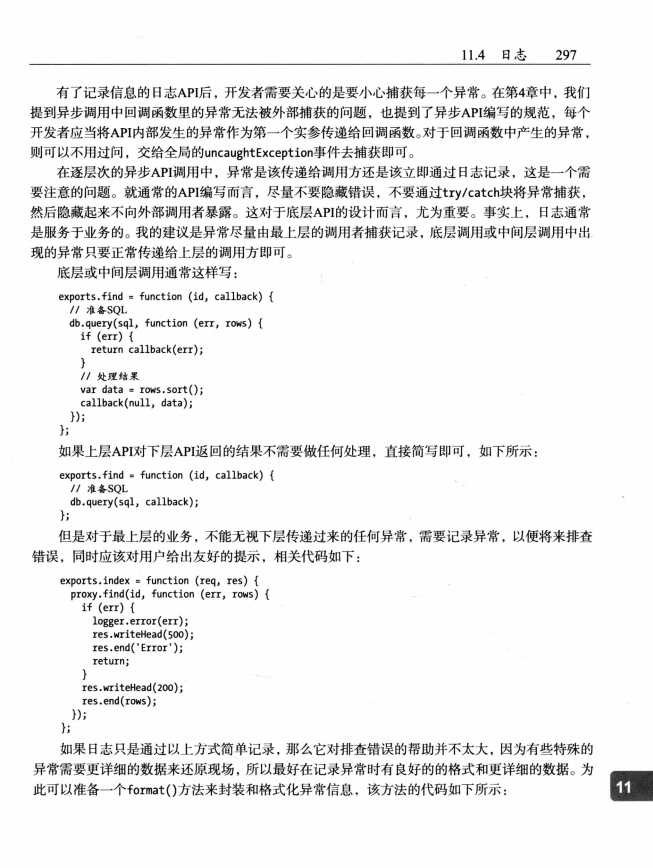 11.4 日志 297
有了记录信息的日志API后，开发者需要关心的是要小心捕获每一个异常。在第4章中，我们
提到异步调用中回调函数里的异常无法被外部捕获的问题，也提到了异步API编写的规范，每个
开发者应当将API内部发生的异常作为第一个实参传递给回调函数。对于回调函数中产生的异常，
则可以不用过问，交给全局的uncaughtException事件去捕获即可。
在逐层次的异步API调用中，异常是该传递给调用方还是该立即通过日志记录，这是一个需
要注意的问题。就通常的API编写而言，尽量不要隐藏错误，不要通过try/catch块将异常捕获，
然后隐藏起来不向外部调用者暴露。这对于底层API的设计而言，尤为重要。事实上，日志通常
是服务于业务的。我的建议是异常尽量由最上层的调用者捕获记录，底层调用或中间层调用中出
现的异常只要正常传递给上层的调用方即可。
底层或中间层调用通常这样写：
exports.find = function (id, callback) {
// 准备SQL
db.query(sql, function (err, rows) {
if (err) {
return callback(err);
}
// 处理结果
var data = rows.sort();
callback(null, data);
});
};
如果上层API对下层API返回的结果不需要做任何处理，直接简写即可，如下所示：
exports.find = function (id, callback) {
// 准备SQL
db.query(sql, callback);
};
但是对于最上层的业务，不能无视下层传递过来的任何异常，需要记录异常，以便将来排查
错误，同时应该对用户给出友好的提示，相关代码如下：
exports.index = function (req, res) {
proxy.find(id, function (err, rows) {
if (err) {
logger.error(err);
res.writeHead(500);
res.end('Error');
return;
}
res.writeHead(200);
res.end(rows);
});
};
如果日志只是通过以上方式简单记录，那么它对排查错误的帮助并不太大，因为有些特殊的
异常需要更详细的数据来还原现场，所以最好在记录异常时有良好的的格式和更详细的数据。为
此可以准备一个format()方法来封装和格式化异常信息，该方法的代码如下所示：
11